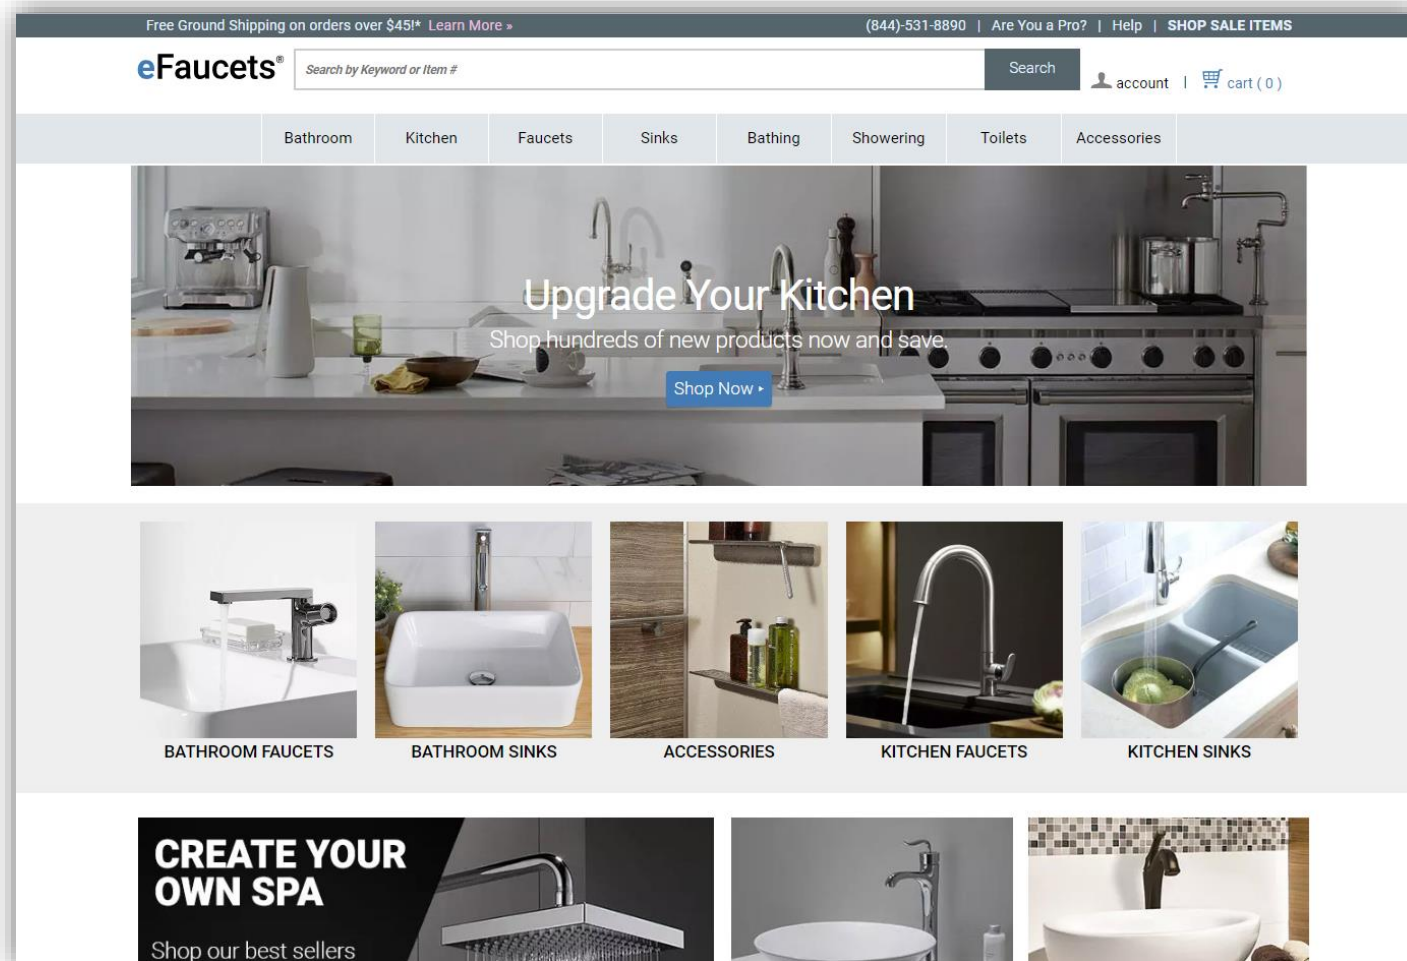 Free Ground Shipping on orders over $45!* Learn More »
(844)-531-8890 | Are You a Pro? | Help | SHOP SALE ITEMS
eFaucets®
Search by Keyword or Item #
Search
account | cart ( 0 )
Bathroom Kitchen Faucets Sinks Bathing Showering Toilets Accessories
Upgrade Your Kitchen
Shop hundreds of new products now and save.
Shop Now ▸
BATHROOM FAUCETS
BATHROOM SINKS
ACCESSORIES
KITCHEN FAUCETS
KITCHEN SINKS
CREATE YOUR
OWN SPA
Shop our best sellers